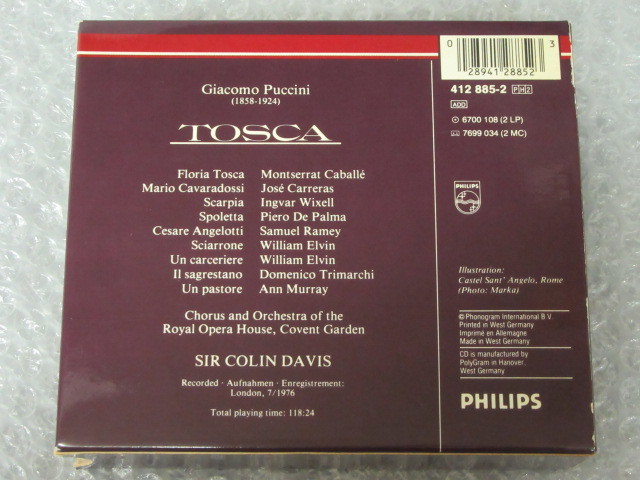 Giacomo Puccini
(1858-1924)
TOSCA
Floria Tosca Montserrat Caballé
Mario Cavaradossi José Carreras
Scarpia Ingvar Wixell
Spoletta Piero De Palma
Cesare Angelotti Samuel Ramey
Sciarrone William Elvin
Un carceriere William Elvin
Il sagrestano Domenico Trimarchi
Un pastore Ann Murray
Chorus and Orchestra of the
Royal Opera House, Covent Garden
SIR COLIN DAVIS
Recorded · Aufnahmen · Enregistrement:
London, 7/1976
Total playing time: 118:24
0 28941 28852 3
412 885-2 PH2
ADD
6700 108 (2 LP)
7699 034 (2 MC)
PHILIPS
Illustration:
Castel Sant' Angelo, Rome
(Photo: Marka)
℗ Phonogram International B.V.
Printed in West Germany
Imprimé en Allemagne
Made in West Germany
CD is manufactured by
PolyGram in Hanover,
West Germany
PHILIPS